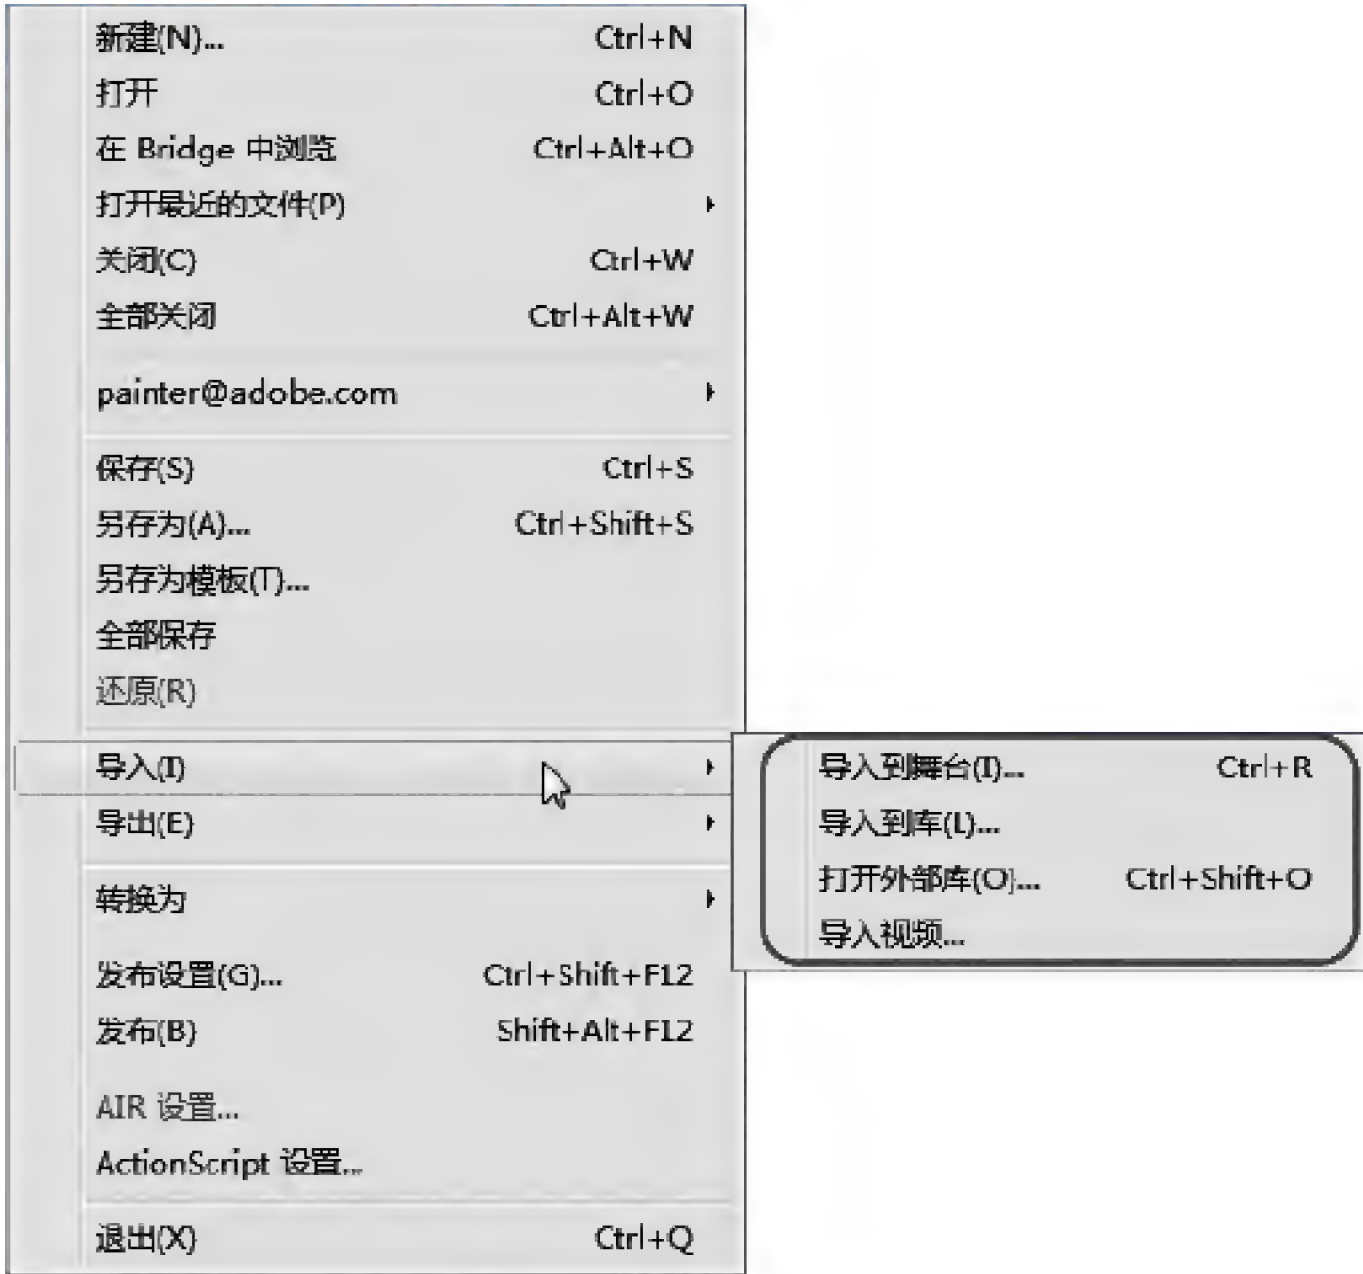 新建(N)... Ctrl+N
打开 Ctrl+O
在 Bridge 中浏览 Ctrl+Alt+O
打开最近的文件(P)
关闭(C) Ctrl+W
全部关闭 Ctrl+Alt+W
painter@adobe.com
保存(S) Ctrl+S
另存为(A)... Ctrl+Shift+S
另存为模板(T)...
全部保存
还原(R)
导入(I)
导出(E)
转换为
发布设置(G)... Ctrl+Shift+F12
发布(B) Shift+Alt+F12
AIR 设置...
ActionScript 设置...
退出(X) Ctrl+Q
导入到舞台(I)... Ctrl+R
导入到库(L)...
打开外部库(O)... Ctrl+Shift+O
导入视频...